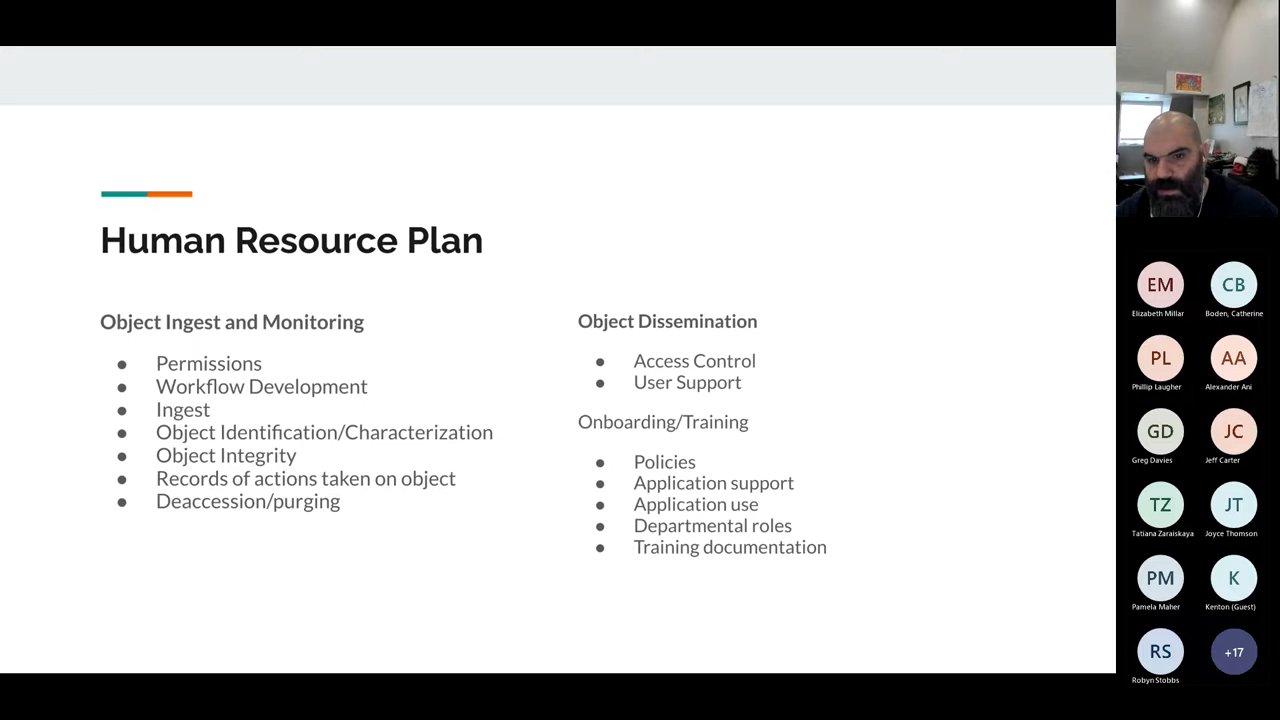 Human Resource Plan
Object Ingest and Monitoring
● Permissions
● Workflow Development
● Ingest
● Object Identification/Characterization
● Object Integrity
● Records of actions taken on object
● Deaccession/purging
Object Dissemination
● Access Control
● User Support
Onboarding/Training
● Policies
● Application support
● Application use
● Departmental roles
● Training documentation
EM
CB
Elizabeth Millar
Boden, Catherine
PL
AA
Phillip Laugher
Alexander Ani
GD
JC
Greg Davies
Jeff Carter
TZ
JT
Tatiana Zaraiskaya
Joyce Thomson
PM
K
Pamela Maher
Kenton (Guest)
RS
+17
Robyn Stobbs